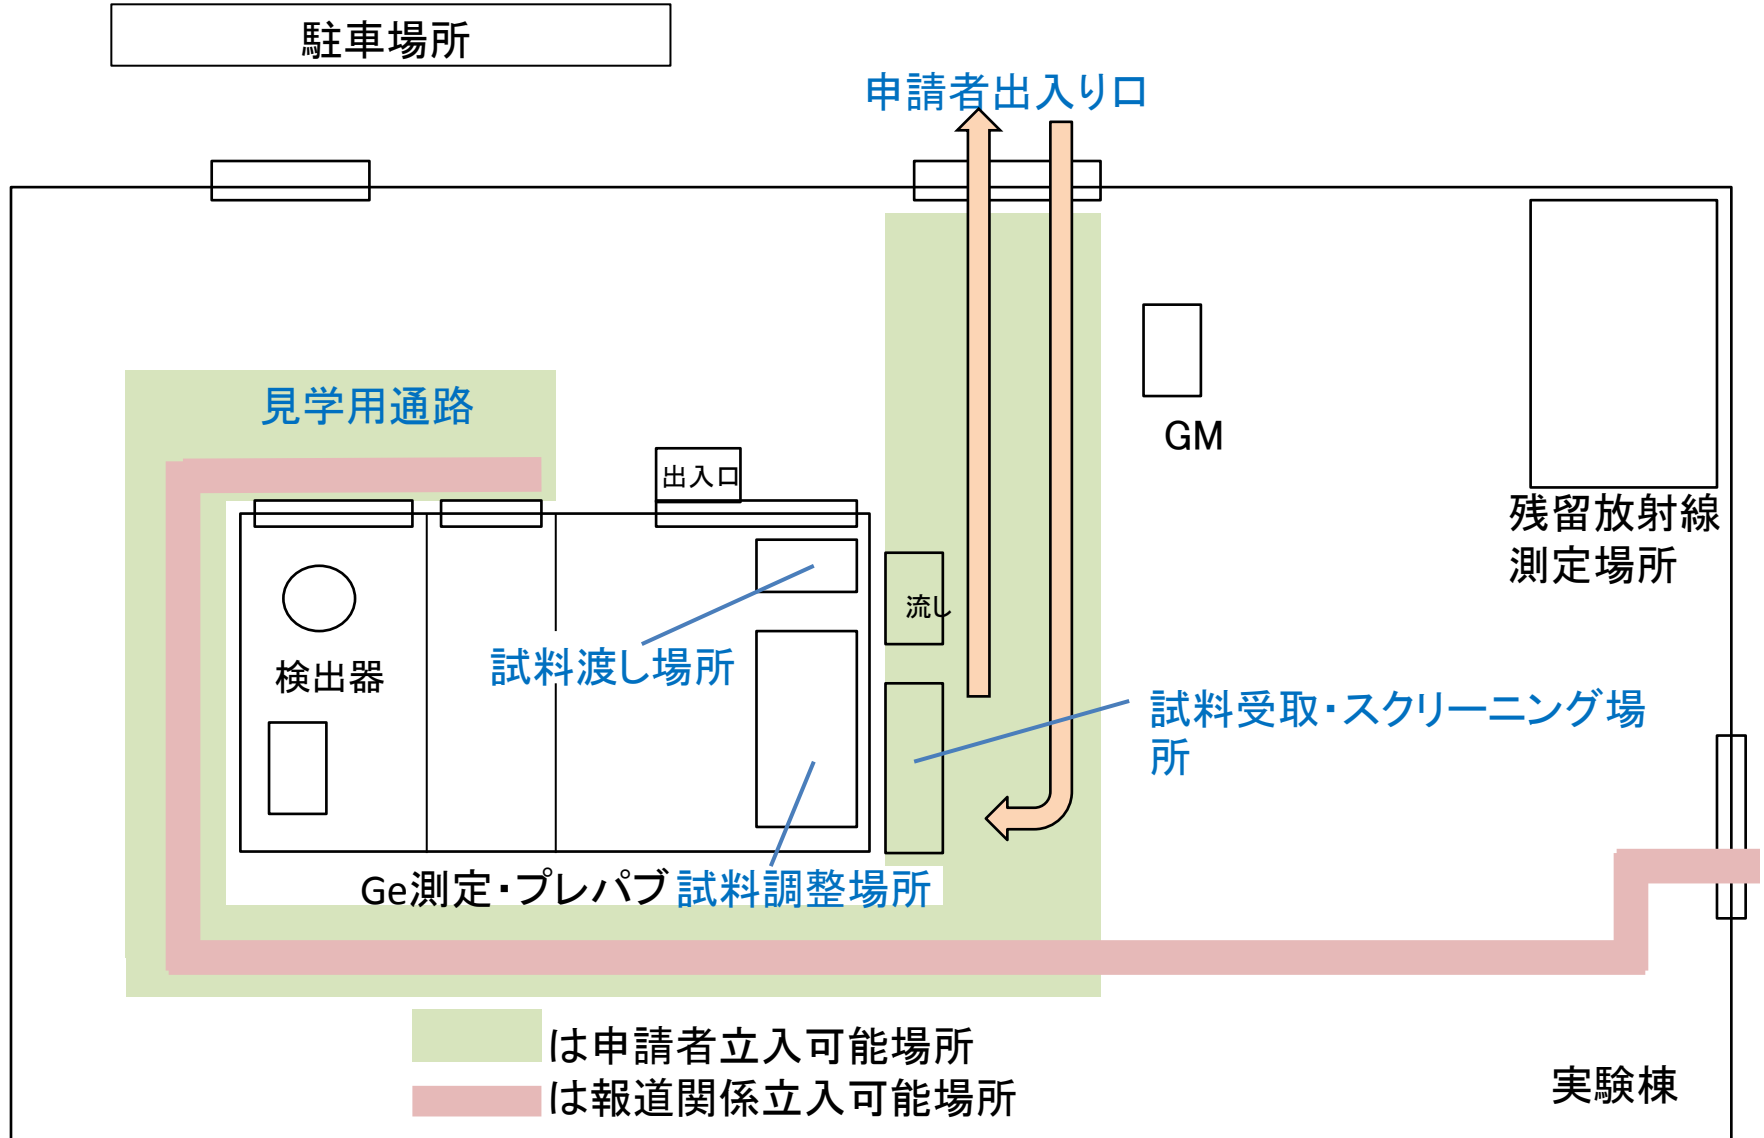 駐車場所
申請者出入り口
見学用通路
出入口
GM
残留放射線
測定場所
流し
検出器
試料渡し場所
試料受取・スクリーニング場
所
Ge測定・プレパブ
試料調整場所
は申請者立入可能場所
は報道関係立入可能場所
実験棟